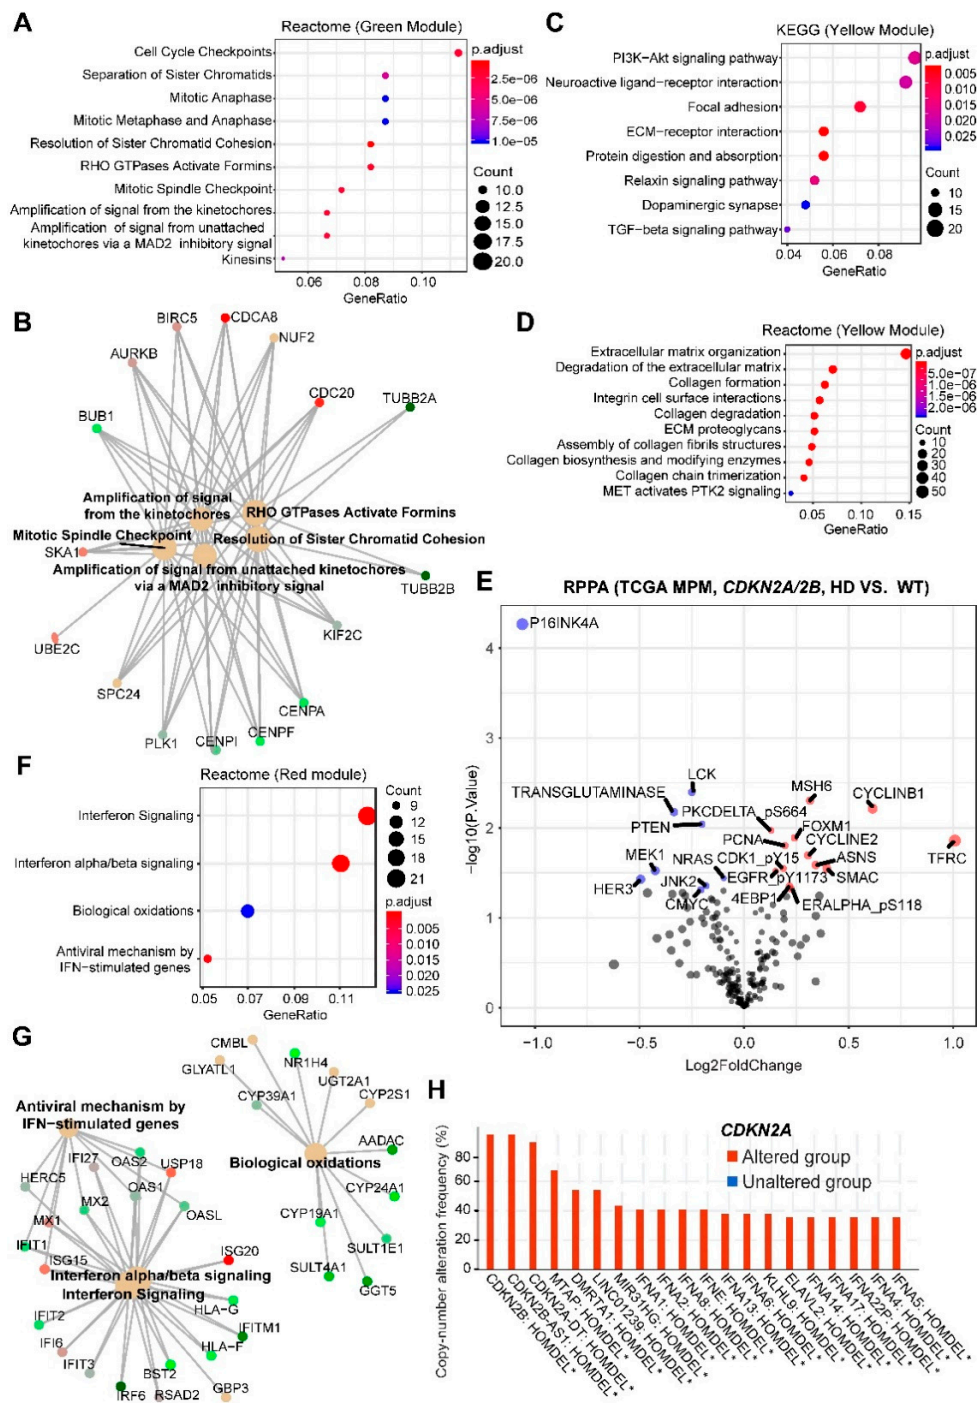 A
Reactome (Green Module)
Cell Cycle Checkpoints
Separation of Sister Chromatids
Mitotic Anaphase
Mitotic Metaphase and Anaphase
Resolution of Sister Chromatid Cohesion
RHO GTPases Activate Formins
Mitotic Spindle Checkpoint
Amplification of signal from the kinetochores
Amplification of signal from unattached
kinetochores via a MAD2 inhibitory signal
Kinesins
0.06 0.08 0.10
GeneRatio
p.adjust
2.5e-06
5.0e-06
7.5e-06
1.0e-05
Count
10.0
12.5
15.0
17.5
20.0
C
KEGG (Yellow Module)
PI3K-Akt signaling pathway
Neuroactive ligand-receptor interaction
Focal adhesion
ECM-receptor interaction
Protein digestion and absorption
Relaxin signaling pathway
Dopaminergic synapse
TGF-beta signaling pathway
0.04 0.06 0.08
GeneRatio
p.adjust
0.005
0.010
0.015
0.020
0.025
Count
10
15
20
B
BIRC5
CDCA8
NUF2
AURKB
CDC20
TUBB2A
BUB1
Amplification of signal
from the kinetochores
RHO GTPases Activate Formins
Mitotic Spindle Checkpoint
Resolution of Sister Chromatid Cohesion
SKA1
Amplification of signal from unattached kinetochores
via a MAD2 inhibitory signal
TUBB2B
UBE2C
KIF2C
SPC24
CENPA
PLK1
CENPI
CENPF
D
Reactome (Yellow Module)
Extracellular matrix organization
Degradation of the extracellular matrix
Collagen formation
Integrin cell surface interactions
Collagen degradation
ECM proteoglycans
Assembly of collagen fibrils structures
Collagen biosynthesis and modifying enzymes
Collagen chain trimerization
MET activates PTK2 signaling
0.05 0.10 0.15
GeneRatio
p.adjust
5.0e-07
1.0e-06
1.5e-06
2.0e-06
Count
10
20
30
40
50
E
RPPA (TCGA MPM, CDKN2A/2B, HD VS. WT)
P16INK4A
LCK
MSH6
CYCLINB1
TRANSGLUTAMINASE
PKCDELTA_pS664
PTEN
FOXM1
PCNA
CYCLINE2
TFRC
MEK1
NRAS
CDK1_pY15
ASNS
HER3
JNK2
EGFR_pY1173
SMAC
CMYC
4EBP1
ERALPHA_pS118
4
3
2
1
0
-log10(P.Value)
-1.0 -0.5 0.0 0.5 1.0
Log2FoldChange
F
Reactome (Red module)
Interferon Signaling
Interferon alpha/beta signaling
Biological oxidations
Antiviral mechanism by
IFN-stimulated genes
0.05 0.07 0.09 0.11
GeneRatio
Count
9
12
15
18
21
p.adjust
0.005
0.010
0.015
0.020
0.025
G
CMBL
NR1H4
GLYATL1
UGT2A1
CYP39A1
CYP2S1
Antiviral mechanism by
IFN-stimulated genes
AADAC
Biological oxidations
IFI27
OAS2
USP18
HERC5
OAS1
CYP24A1
MX2
OASL
MX1
CYP19A1
IFIT1
SULT1E1
ISG15
ISG20
SULT4A1
Interferon alpha/beta signaling
Interferon Signaling
GGT5
HLA-G
IFIT2
IFITM1
IFI6
HLA-F
IFIT3
BST2
IRF6
RSAD2
GBP3
H
CDKN2A
Altered group
Unaltered group
Copy-number alteration frequency (%)
80
60
40
20
0
CDKN2B: HOMDEL*
CDKN2B-AS1: HOMDEL*
CDKN2A-DT: HOMDEL*
MTAP: HOMDEL*
DMRTA1: HOMDEL*
LINC01239: HOMDEL*
MIR31HG: HOMDEL*
IFNA1: HOMDEL*
IFNA2: HOMDEL*
IFNA8: HOMDEL*
IFNE: HOMDEL*
IFNA13: HOMDEL*
IFNA6: HOMDEL*
KLHL9: HOMDEL*
ELAVL2: HOMDEL*
IFNA14: HOMDEL*
IFNA17: HOMDEL*
IFNA22P: HOMDEL*
IFNA4: HOMDEL*
IFNA5: HOMDEL*